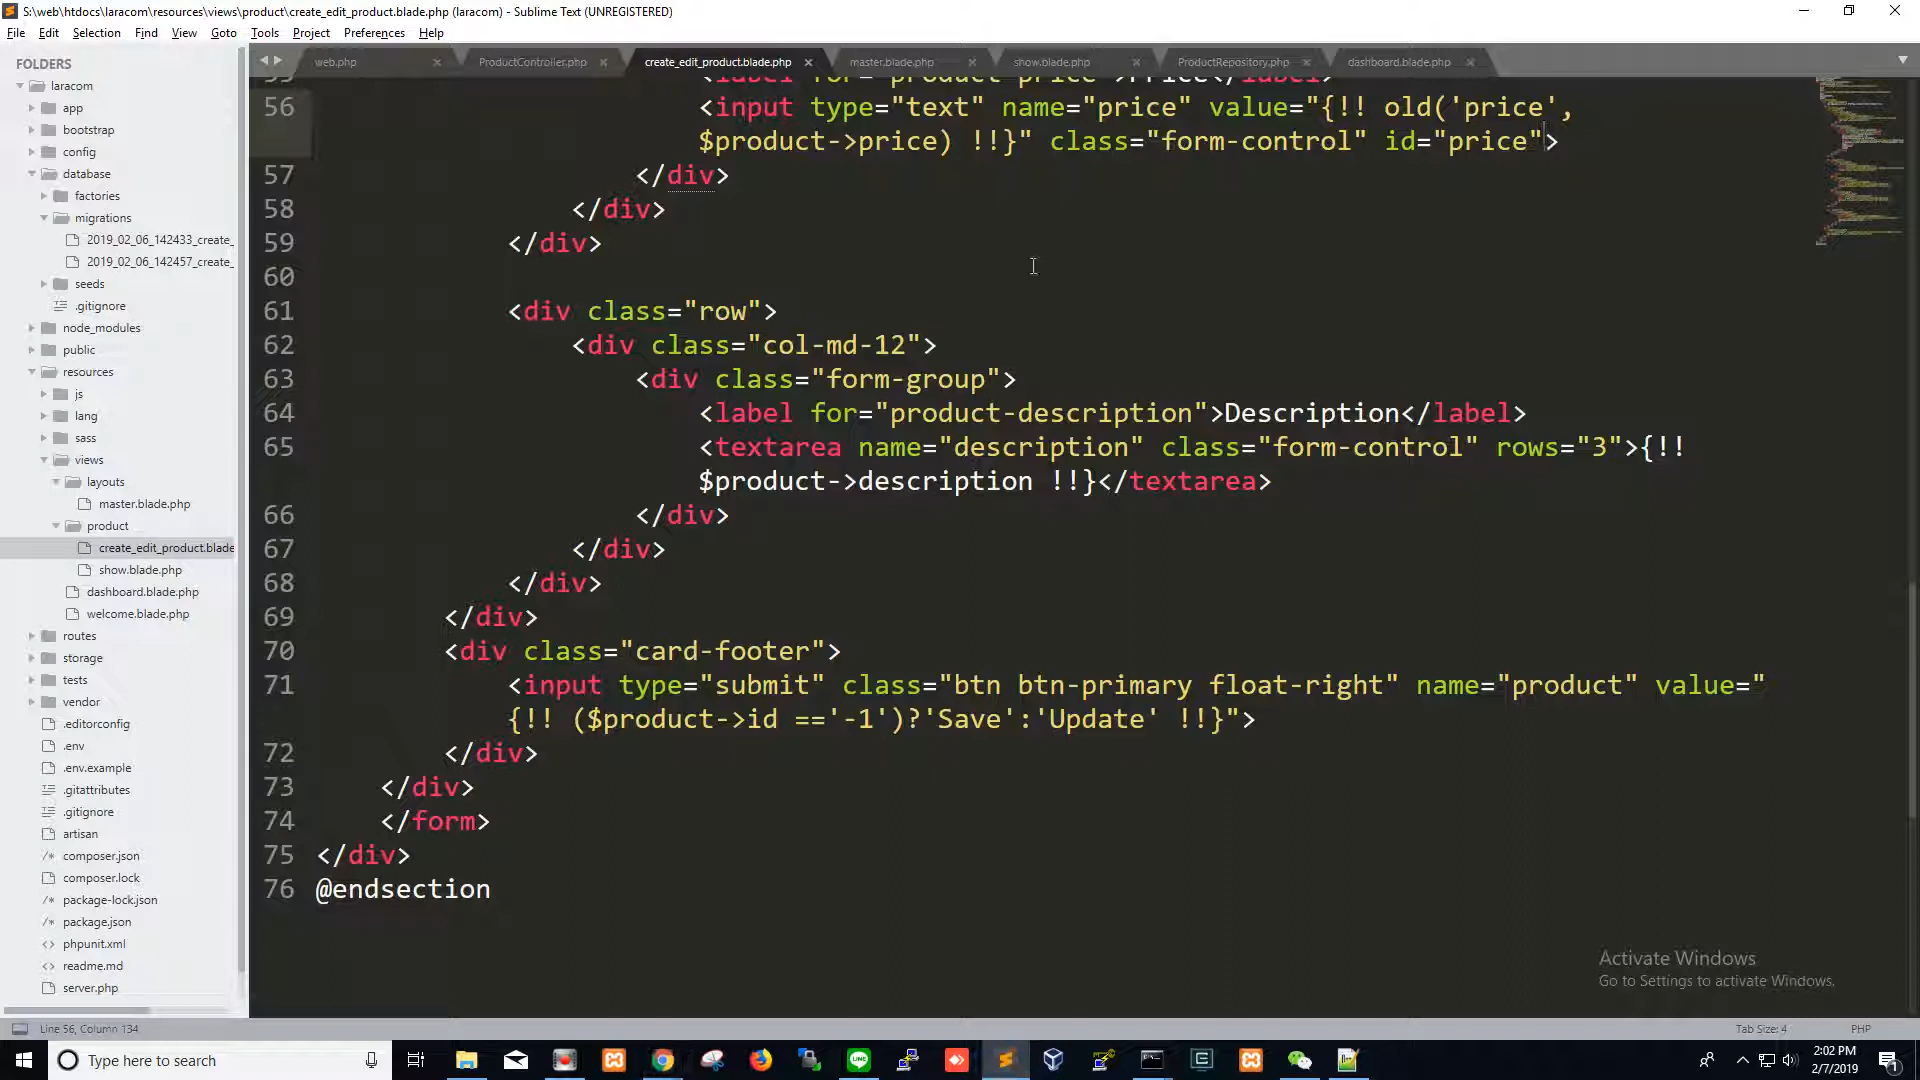 S:\web\htdocs\laracom\resources\views\product\create_edit_product.blade.php (laracom) - Sublime Text (UNREGISTERED)
File Edit Selection Find View Goto Tools Project Preferences Help
FOLDERS
laracom
app
bootstrap
config
database
factories
migrations
2019_02_06_142433_create_
2019_02_06_142457_create_
seeds
.gitignore
node_modules
public
resources
js
lang
sass
views
layouts
master.blade.php
product
create_edit_product.blade
show.blade.php
dashboard.blade.php
welcome.blade.php
routes
storage
tests
vendor
.editorconfig
.env
.env.example
.gitattributes
.gitignore
artisan
composer.json
composer.lock
package-lock.json
package.json
phpunit.xml
readme.md
server.php
web.php ProductController.php create_edit_product.blade.php master.blade.php show.blade.php ProductRepository.php dashboard.blade.php
55 <label for="product-price">Price</label>
56 <input type="text" name="price" value="{!! old('price',
$product->price) !!}" class="form-control" id="price">
57 </div>
58 </div>
59 </div>
60
61 <div class="row">
62 <div class="col-md-12">
63 <div class="form-group">
64 <label for="product-description">Description</label>
65 <textarea name="description" class="form-control" rows="3">{!!
$product->description !!}</textarea>
66 </div>
67 </div>
68 </div>
69 </div>
70 <div class="card-footer">
71 <input type="submit" class="btn btn-primary float-right" name="product" value="
{!! ($product->id =='-1')?'Save':'Update' !!}">
72 </div>
73 </div>
74 </form>
75 </div>
76 @endsection
Activate Windows
Go to Settings to activate Windows.
Line 56, Column 134
Tab Size: 4 PHP
Type here to search
2:02 PM
2/7/2019